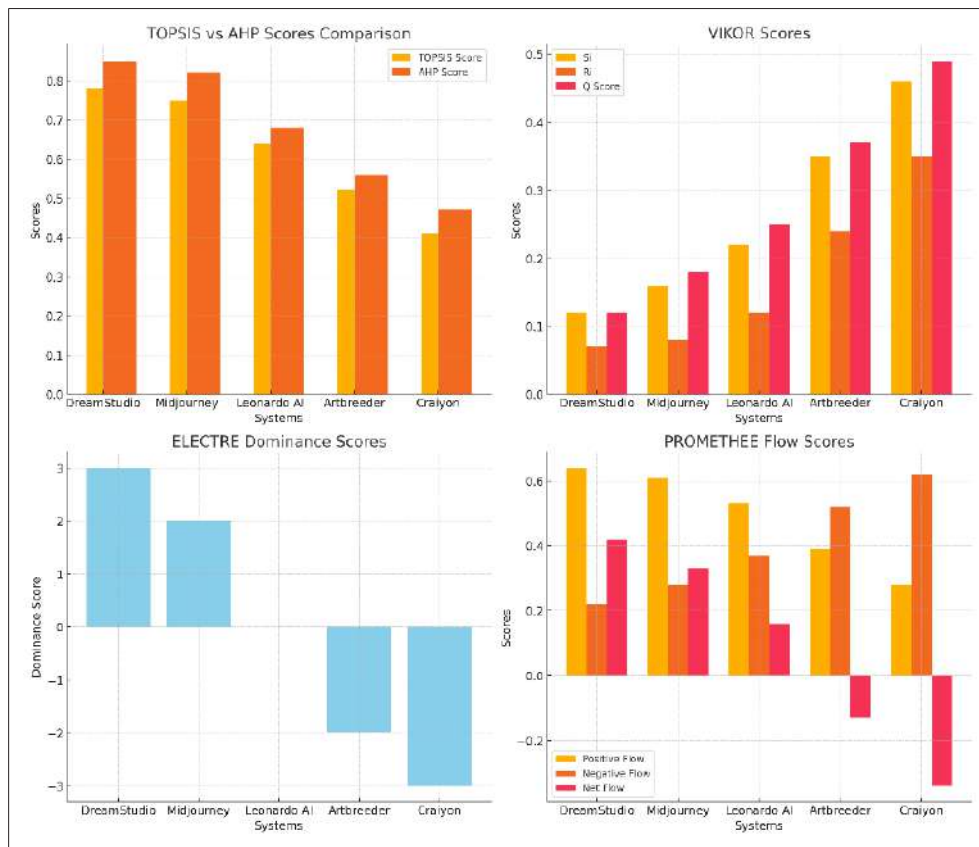 TOPSIS vs AHP Scores Comparison
TOPSIS Score
AHP Score
Scores
0.8
0.7
0.6
0.5
0.4
0.3
0.2
0.1
0.0
DreamStudio Midjourney Leonardo AI Artbreeder Craiyon
Systems
VIKOR Scores
Si
Ri
Q Score
Scores
0.5
0.4
0.3
0.2
0.1
0.0
DreamStudio Midjourney Leonardo AI Artbreeder Craiyon
Systems
ELECTRE Dominance Scores
Dominance Score
3
2
1
0
−1
−2
−3
DreamStudio Midjourney Leonardo AI Artbreeder Craiyon
Systems
PROMETHEE Flow Scores
Scores
0.6
0.4
0.2
0.0
−0.2
Positive Flow
Negative Flow
Net Flow
DreamStudio Midjourney Leonardo AI Artbreeder Craiyon
Systems